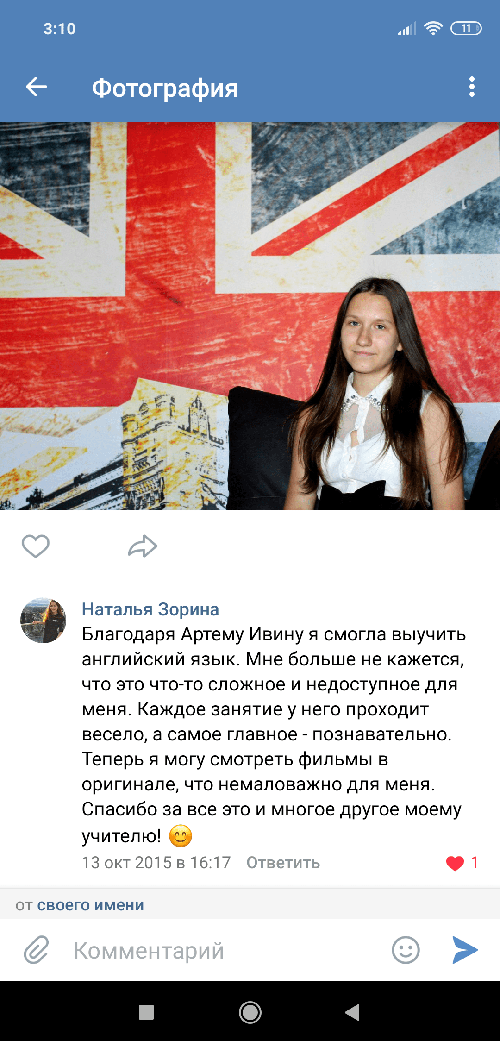 3:10
11
Фотография
Наталья Зорина
Благодаря Артему Ивину я смогла выучить
английский язык. Мне больше не кажется,
что это что-то сложное и недоступное для
меня. Каждое занятие у него проходит
весело, а самое главное - познавательно.
Теперь я могу смотреть фильмы в
оригинале, что немаловажно для меня.
Спасибо за все это и многое другое моему
учителю! 😊
13 окт 2015 в 16:17 Ответить 1
от своего имени
Комментарий